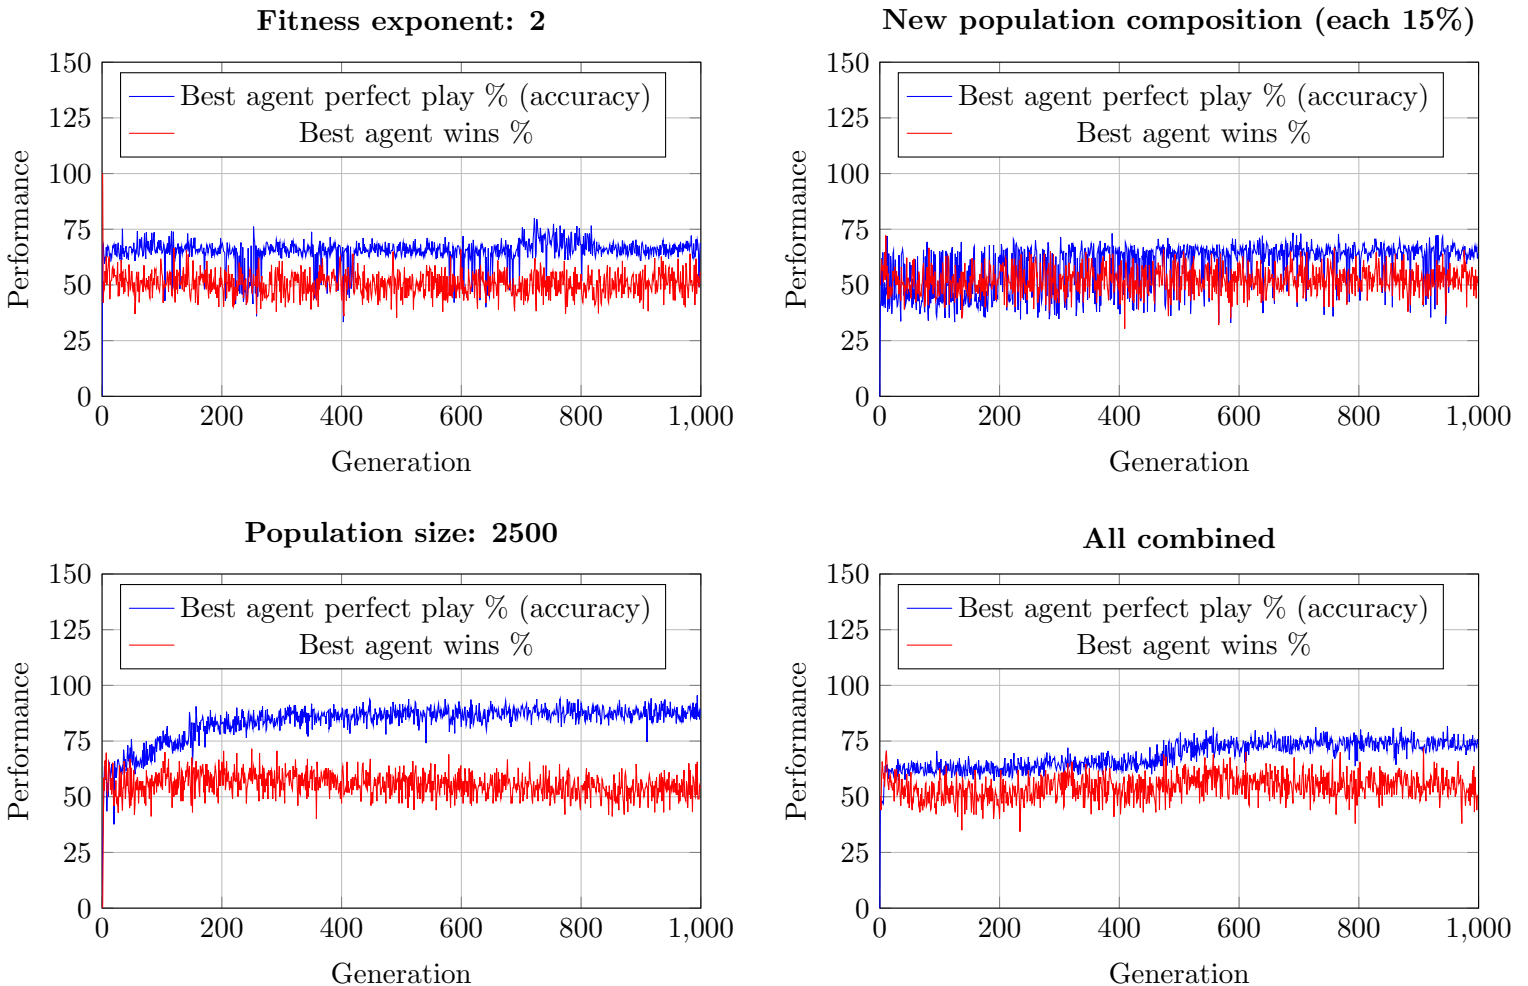 Fitness exponent: 2
150
125
100
75
50
25
0
Performance
Best agent perfect play % (accuracy)
Best agent wins %
0 200 400 600 800 1,000
Generation
New population composition (each 15%)
150
125
100
75
50
25
0
Performance
Best agent perfect play % (accuracy)
Best agent wins %
0 200 400 600 800 1,000
Generation
Population size: 2500
150
125
100
75
50
25
0
Performance
Best agent perfect play % (accuracy)
Best agent wins %
0 200 400 600 800 1,000
Generation
All combined
150
125
100
75
50
25
0
Performance
Best agent perfect play % (accuracy)
Best agent wins %
0 200 400 600 800 1,000
Generation